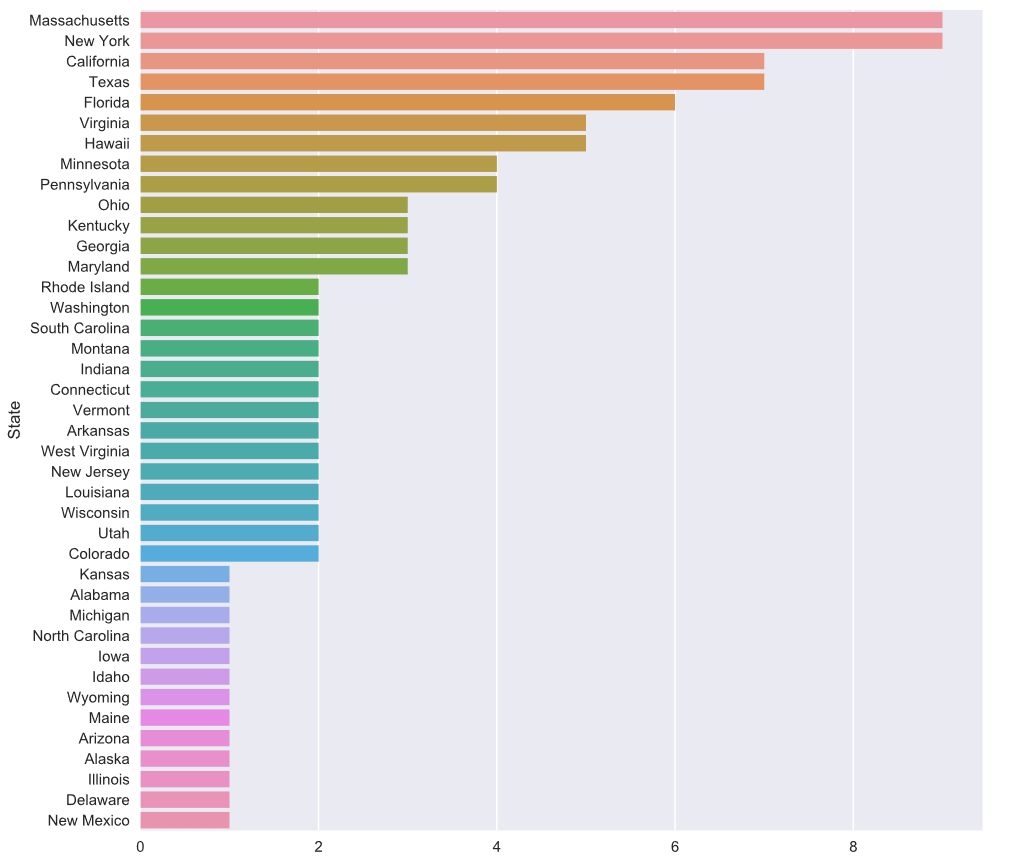 Massachusetts
New York
California
Texas
Florida
Virginia
Hawaii
Minnesota
Pennsylvania
Ohio
Kentucky
Georgia
Maryland
Rhode Island
Washington
South Carolina
Montana
Indiana
Connecticut
Vermont
Arkansas
West Virginia
New Jersey
Louisiana
Wisconsin
Utah
Colorado
Kansas
Alabama
Michigan
North Carolina
Iowa
Idaho
Wyoming
Maine
Arizona
Alaska
Illinois
Delaware
New Mexico
State
0 2 4 6 8